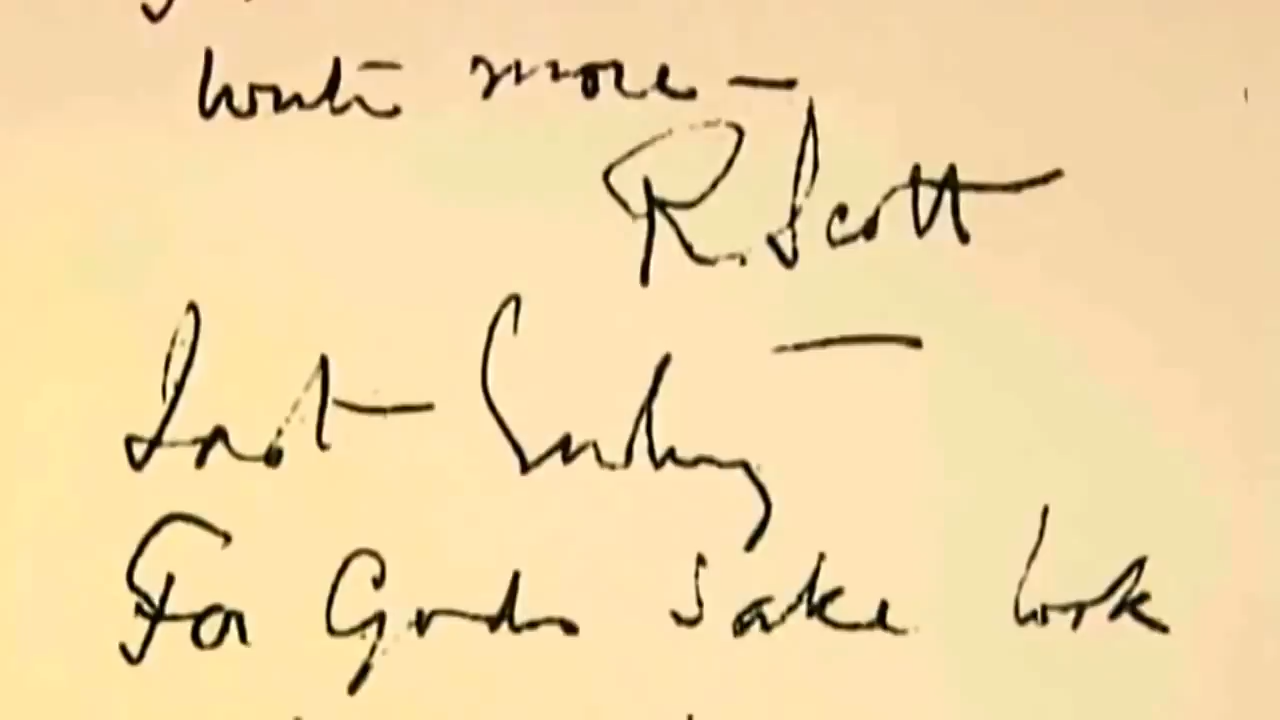 write more —
R. Scott
—
Last Entry
For Gods sake look